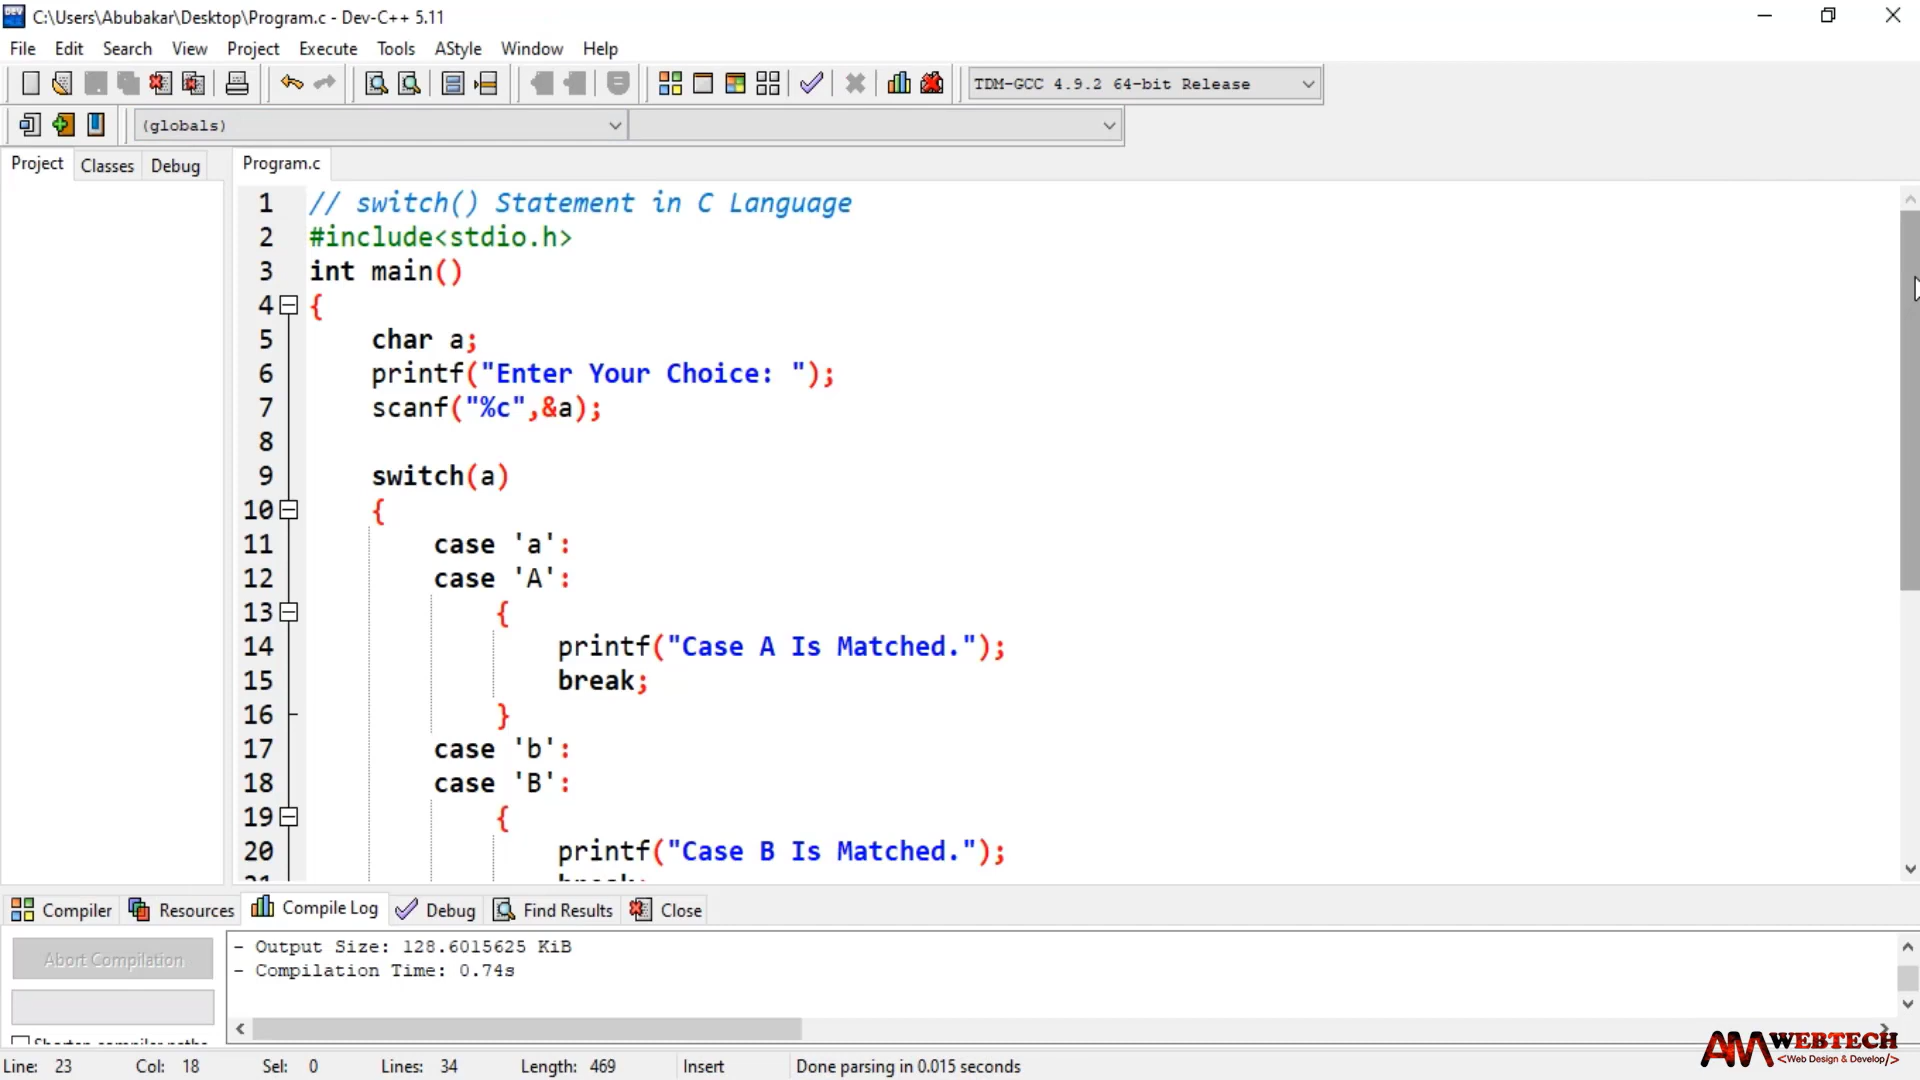 C:\Users\Abubakar\Desktop\Program.c - Dev-C++ 5.11
File Edit Search View Project Execute Tools AStyle Window Help
TDM-GCC 4.9.2 64-bit Release
(globals)
Project Classes Debug Program.c
1 // switch() Statement in C Language
2 #include<stdio.h>
3 int main()
4 {
5 char a;
6 printf("Enter Your Choice: ");
7 scanf("%c",&a);
8
9 switch(a)
10 {
11 case 'a':
12 case 'A':
13 {
14 printf("Case A Is Matched.");
15 break;
16 }
17 case 'b':
18 case 'B':
19 {
20 printf("Case B Is Matched.");
21 break;
Compiler Resources Compile Log Debug Find Results Close
Abort Compilation
- Output Size: 128.6015625 KiB
- Compilation Time: 0.74s
Shorten compiler paths
AM WEBTECH
<Web Design & Develop/>
Line: 23 Col: 18 Sel: 0 Lines: 34 Length: 469 Insert Done parsing in 0.015 seconds